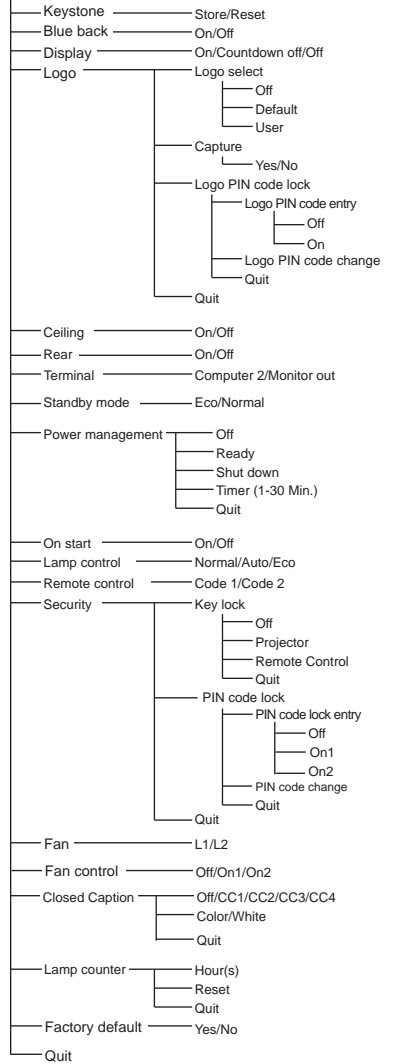 Keystone Store/Reset
Blue back On/Off
Display On/Countdown off/Off
Logo Logo select
Off
Default
User
Capture
Yes/No
Logo PIN code lock
Logo PIN code entry
Off
On
Logo PIN code change
Quit
Quit
Ceiling On/Off
Rear On/Off
Terminal Computer 2/Monitor out
Standby mode Eco/Normal
Power management Off
Ready
Shut down
Timer (1-30 Min.)
Quit
On start On/Off
Lamp control Normal/Auto/Eco
Remote control Code 1/Code 2
Security Key lock
Off
Projector
Remote Control
Quit
PIN code lock
PIN code lock entry
Off
On1
On2
PIN code change
Quit
Quit
Fan L1/L2
Fan control Off/On1/On2
Closed Caption Off/CC1/CC2/CC3/CC4
Color/White
Quit
Lamp counter Hour(s)
Reset
Quit
Factory default Yes/No
Quit